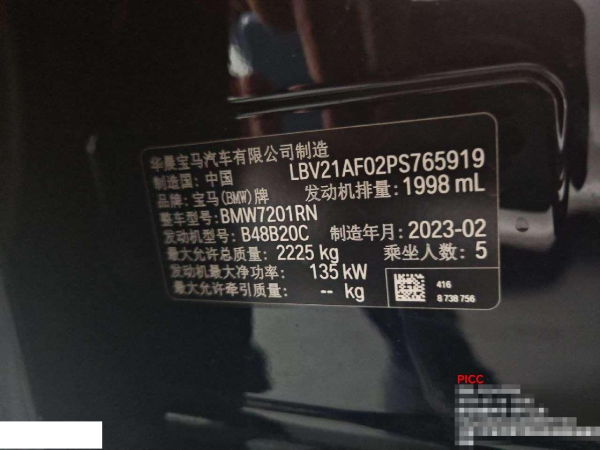 华晨宝马汽车有限公司制造
制造国：中国 LBV21AF02PS765919
品牌：宝马(BMW)牌 发动机排量：1998 mL
整车型号：BMW7201RN
发动机型号：B48B20C 制造年月：2023-02
最大允许总质量：2225 kg 乘坐人数：5
发动机最大净功率：135 kW
最大允许牵引质量：-- kg
416
8 738 756
PICC